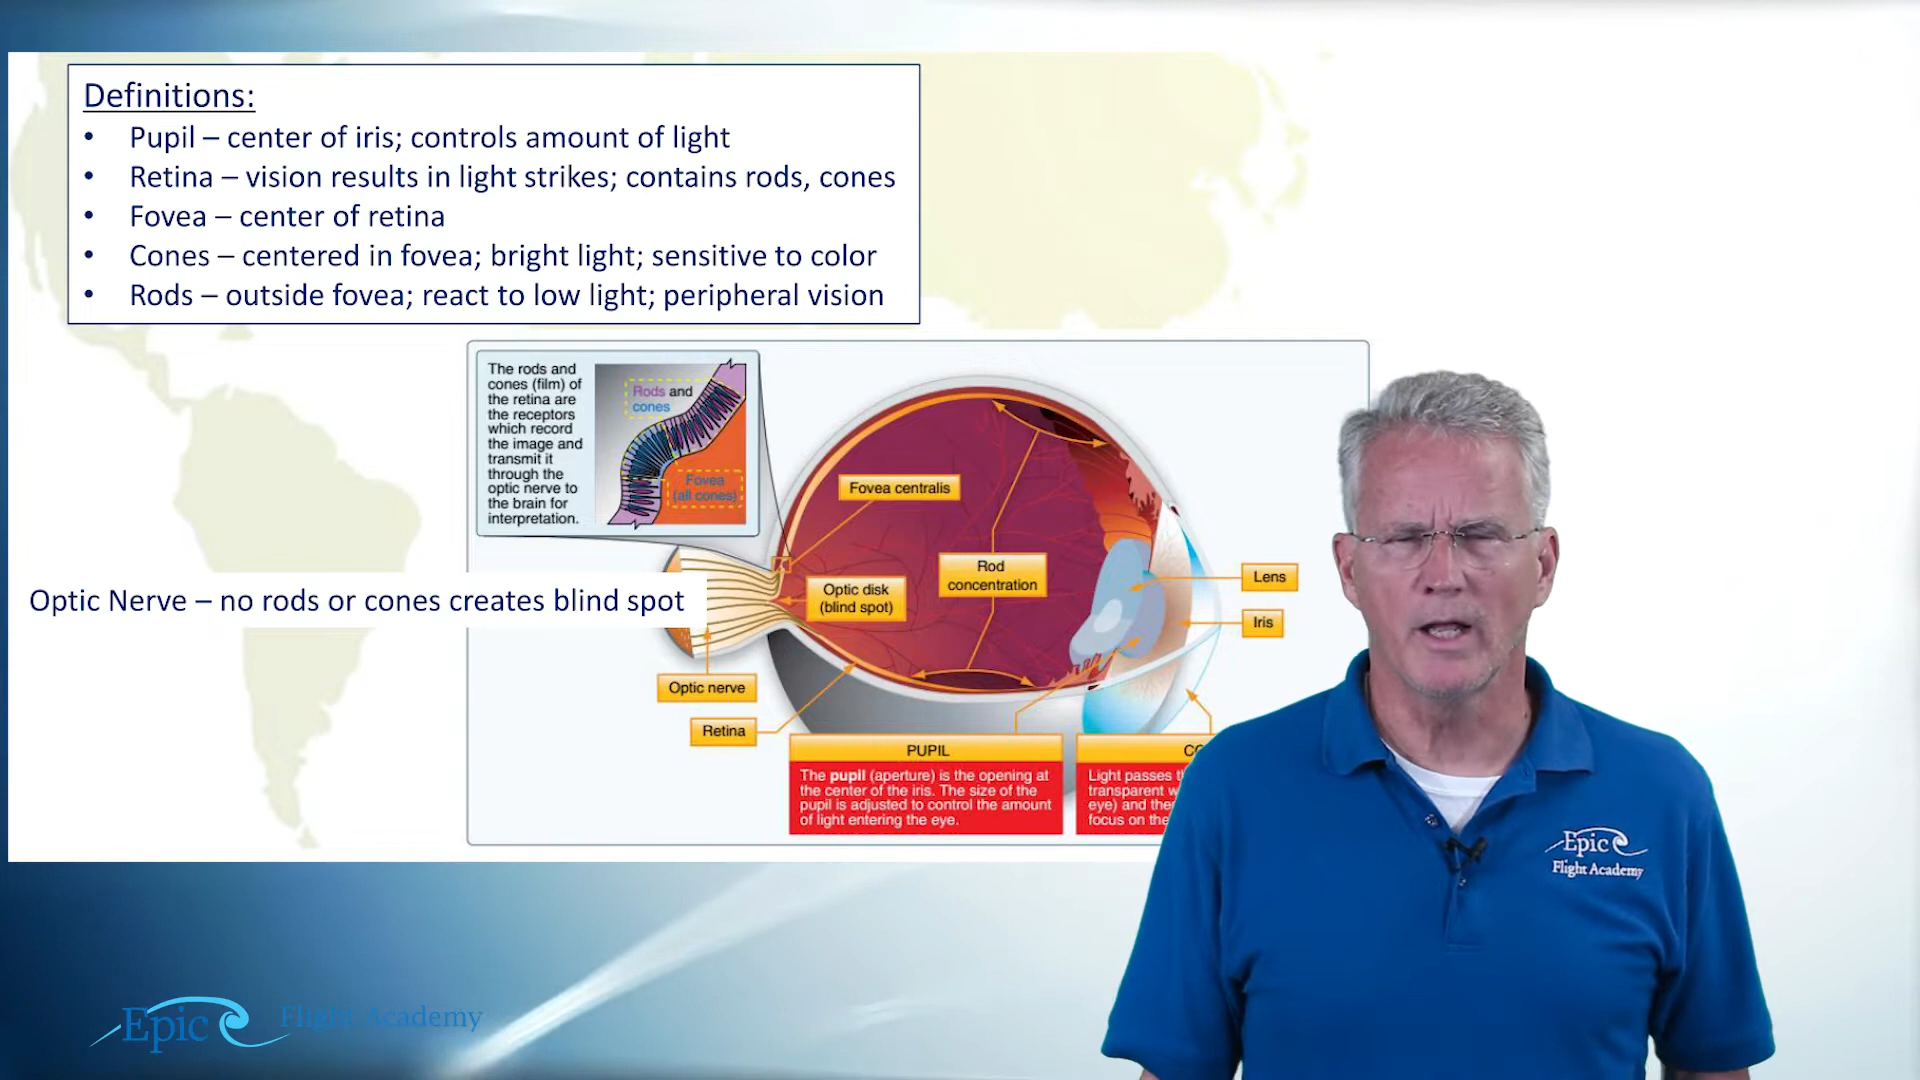 Definitions:
• Pupil – center of iris; controls amount of light
• Retina – vision results in light strikes; contains rods, cones
• Fovea – center of retina
• Cones – centered in fovea; bright light; sensitive to color
• Rods – outside fovea; react to low light; peripheral vision
The rods and
cones (film) of
the retina are
the receptors
which record
the image and
transmit it
through the
optic nerve to
the brain for
interpretation.
Rods and
cones
Fovea
(all cones)
Fovea centralis
Rod
concentration
Optic disk
(blind spot)
Lens
Iris
Optic Nerve – no rods or cones creates blind spot
Optic nerve
Retina
PUPIL
The pupil (aperture) is the opening at
the center of the iris. The size of the
pupil is adjusted to control the amount
of light entering the eye.
Light passes
transparent
eye) and
focus on the
Epic
Flight Academy
Epic Flight Academy